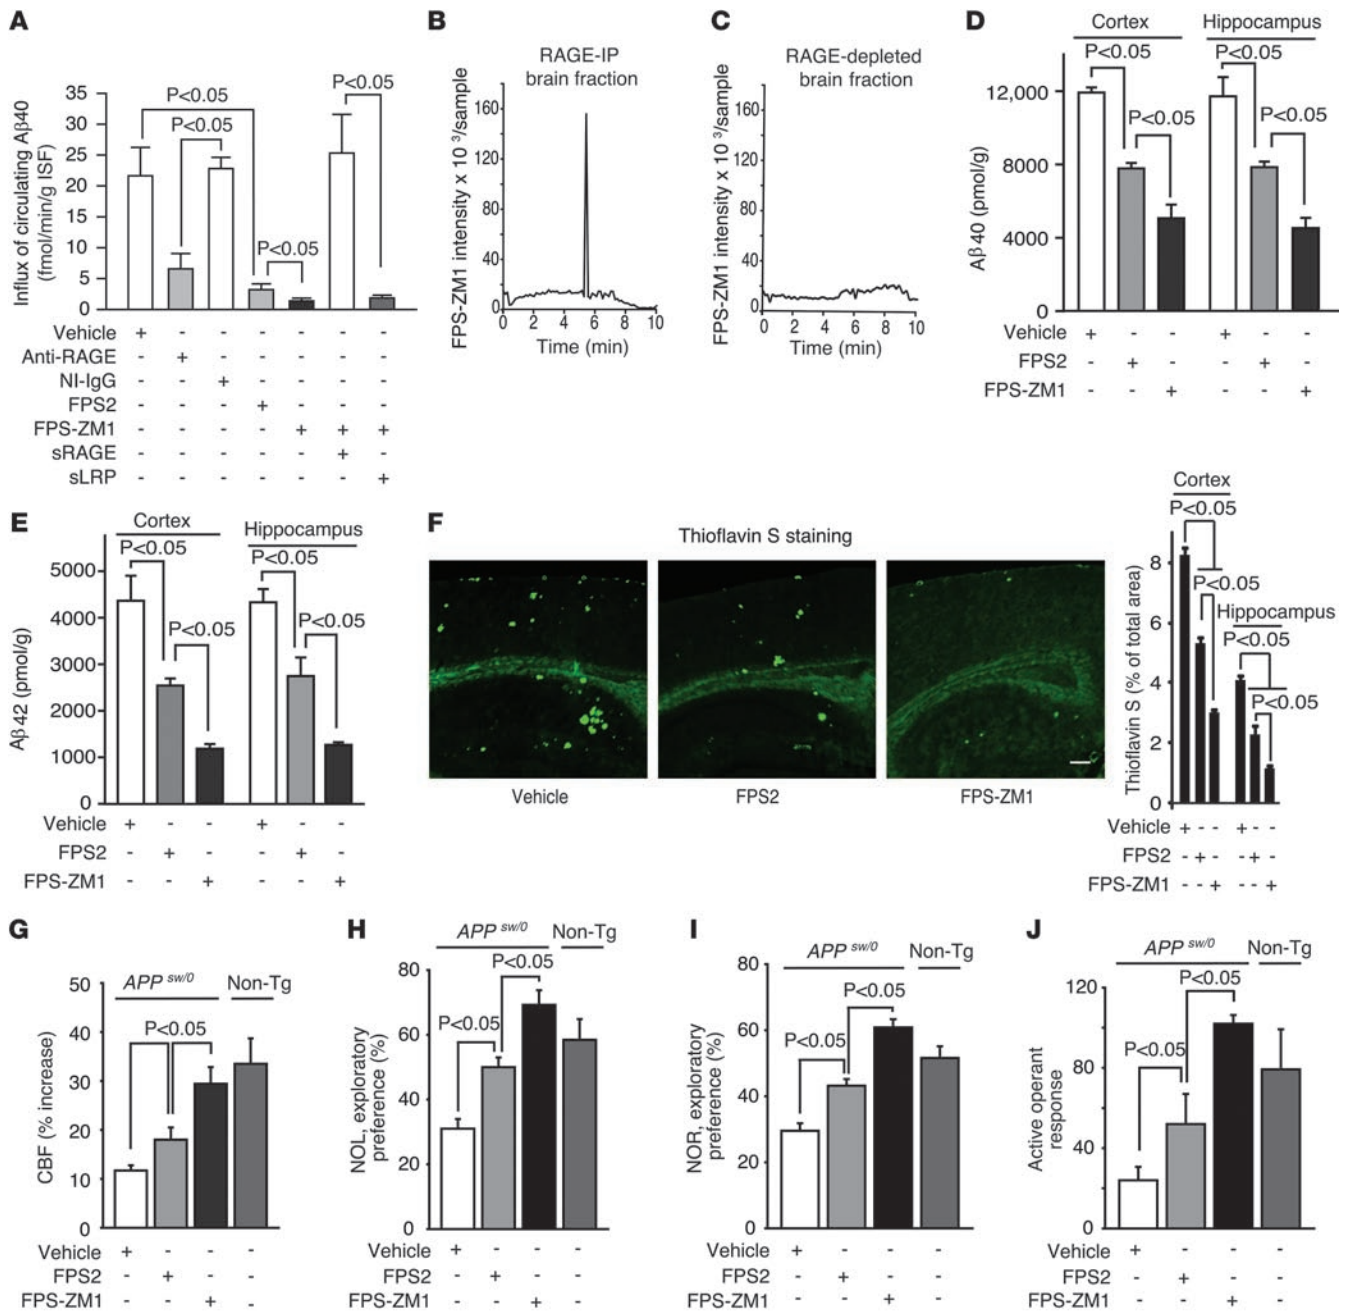 A
Influx of circulating Aβ40
(fmol/min/g ISF)
35
30
25
20
15
10
5
0
P<0.05
P<0.05
P<0.05
P<0.05
Vehicle + - - - - - -
Anti-RAGE - + - - - - -
NI-IgG - - + - - - -
FPS2 - - - + - - -
FPS-ZM1 - - - - + + +
sRAGE - - - - - + -
sLRP - - - - - - +
B
RAGE-IP
brain fraction
FPS-ZM1 intensity x 10 ³/sample
160
120
80
40
0
0 2 4 6 8 10
Time (min)
C
RAGE-depleted
brain fraction
FPS-ZM1 intensity x 10 ³/sample
160
120
80
40
0
0 2 4 6 8 10
Time (min)
D
Cortex Hippocampus
P<0.05 P<0.05
P<0.05 P<0.05
Aβ40 (pmol/g)
12,000
8000
4000
0
Vehicle + - - + - -
FPS2 - + - - + -
FPS-ZM1 - - + - - +
E
Cortex Hippocampus
P<0.05 P<0.05
P<0.05 P<0.05
Aβ42 (pmol/g)
5000
4000
3000
2000
1000
0
Vehicle + - - + - -
FPS2 - + - - + -
FPS-ZM1 - - + - - +
F
Thioflavin S staining
Vehicle FPS2 FPS-ZM1
Cortex
P<0.05
P<0.05
Hippocampus
P<0.05
P<0.05
Thioflavin S (% of total area)
8
6
4
2
0
Vehicle + - - + - -
FPS2 - + - - + -
FPS-ZM1 - - + - - +
G
APP sw/0 Non-Tg
P<0.05
CBF (% increase)
50
40
30
20
10
0
Vehicle + - - -
FPS2 - + - -
FPS-ZM1 - - + -
H
APP sw/0 Non-Tg
P<0.05
P<0.05
NOL, exploratory
preference (%)
80
60
40
20
0
Vehicle + - - -
FPS2 - + - -
FPS-ZM1 - - + -
I
APP sw/0 Non-Tg
P<0.05
P<0.05
NOR, exploratory
preference (%)
80
60
40
20
0
Vehicle + - - -
FPS2 - + - -
FPS-ZM1 - - + -
J
APP sw/0 Non-Tg
P<0.05
P<0.05
Active operant
response
120
80
40
0
Vehicle + - - -
FPS2 - + - -
FPS-ZM1 - - + -